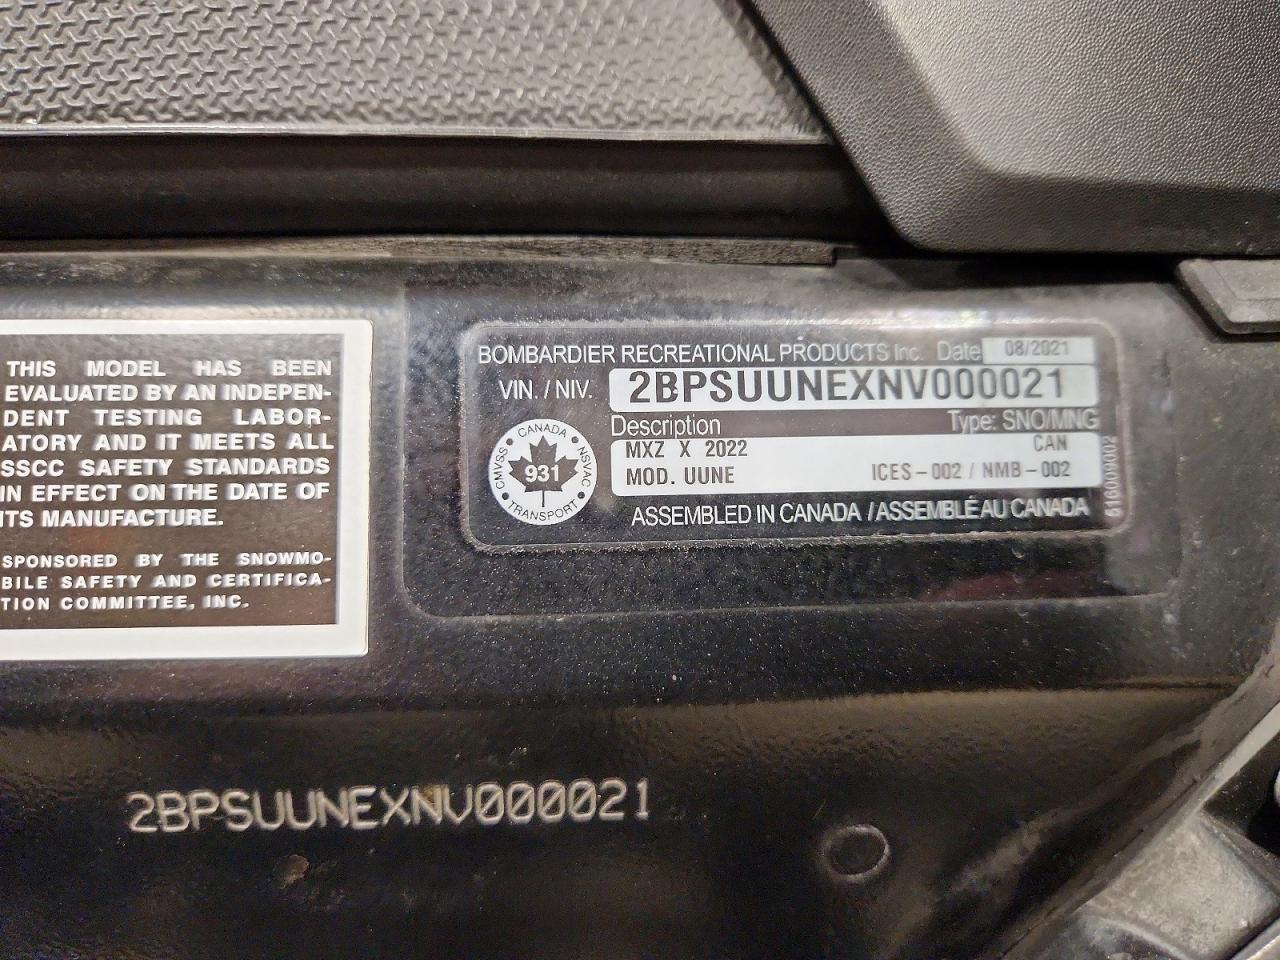 THIS MODEL HAS BEEN
EVALUATED BY AN INDEPEN-
DENT TESTING LABOR-
ATORY AND IT MEETS ALL
SSCC SAFETY STANDARDS
IN EFFECT ON THE DATE OF
ITS MANUFACTURE.
SPONSORED BY THE SNOWMO-
BILE SAFETY AND CERTIFICA-
TION COMMITTEE, INC.
BOMBARDIER RECREATIONAL PRODUCTS Inc. Date 08/2021
VIN. / NIV. 2BPSUUNEXNV000021
Description Type: SNO/MNG
MXZ X 2022 CAN
MOD. UUNE ICES-002 / NMB-002
CANADA
CMVSS 931 NSVAC
TRANSPORT
ASSEMBLED IN CANADA / ASSEMBLÉ AU CANADA
516009002
2BPSUUNEXNV000021